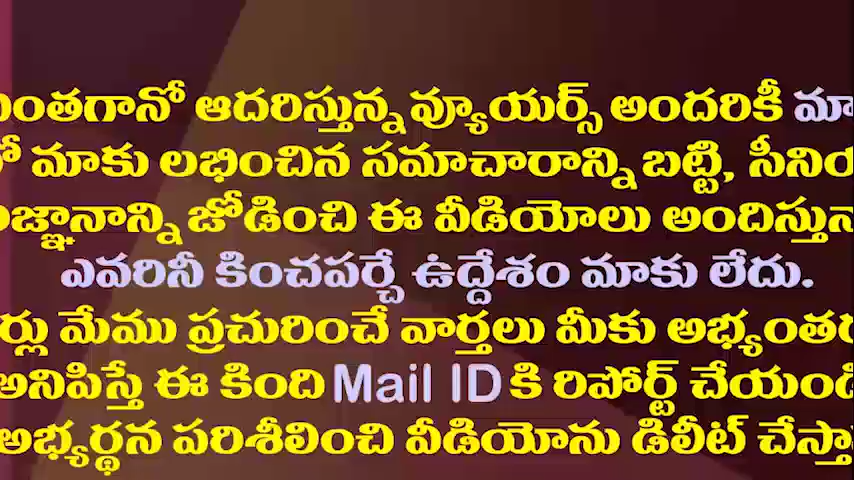 ఆదరిస్తున్న వ్యూయర్స్ అందరికీ మా
మాకు లభించిన సమాచారాన్ని బట్టి, సీనియ
జోడించి ఈ వీడియోలు అందిస్తు
ఎవరినీ కించపర్చే ఉద్దేశం మాకు లేదు.
మేము ప్రచురించే వార్తలు మీకు అభ్యంతర
అనిపిస్తే ఈ కింది Mail ID కి రిపోర్ట్ చేయండి
అభ్యర్థన పరిశీలించి వీడియోను డిలీట్ చేస్తా